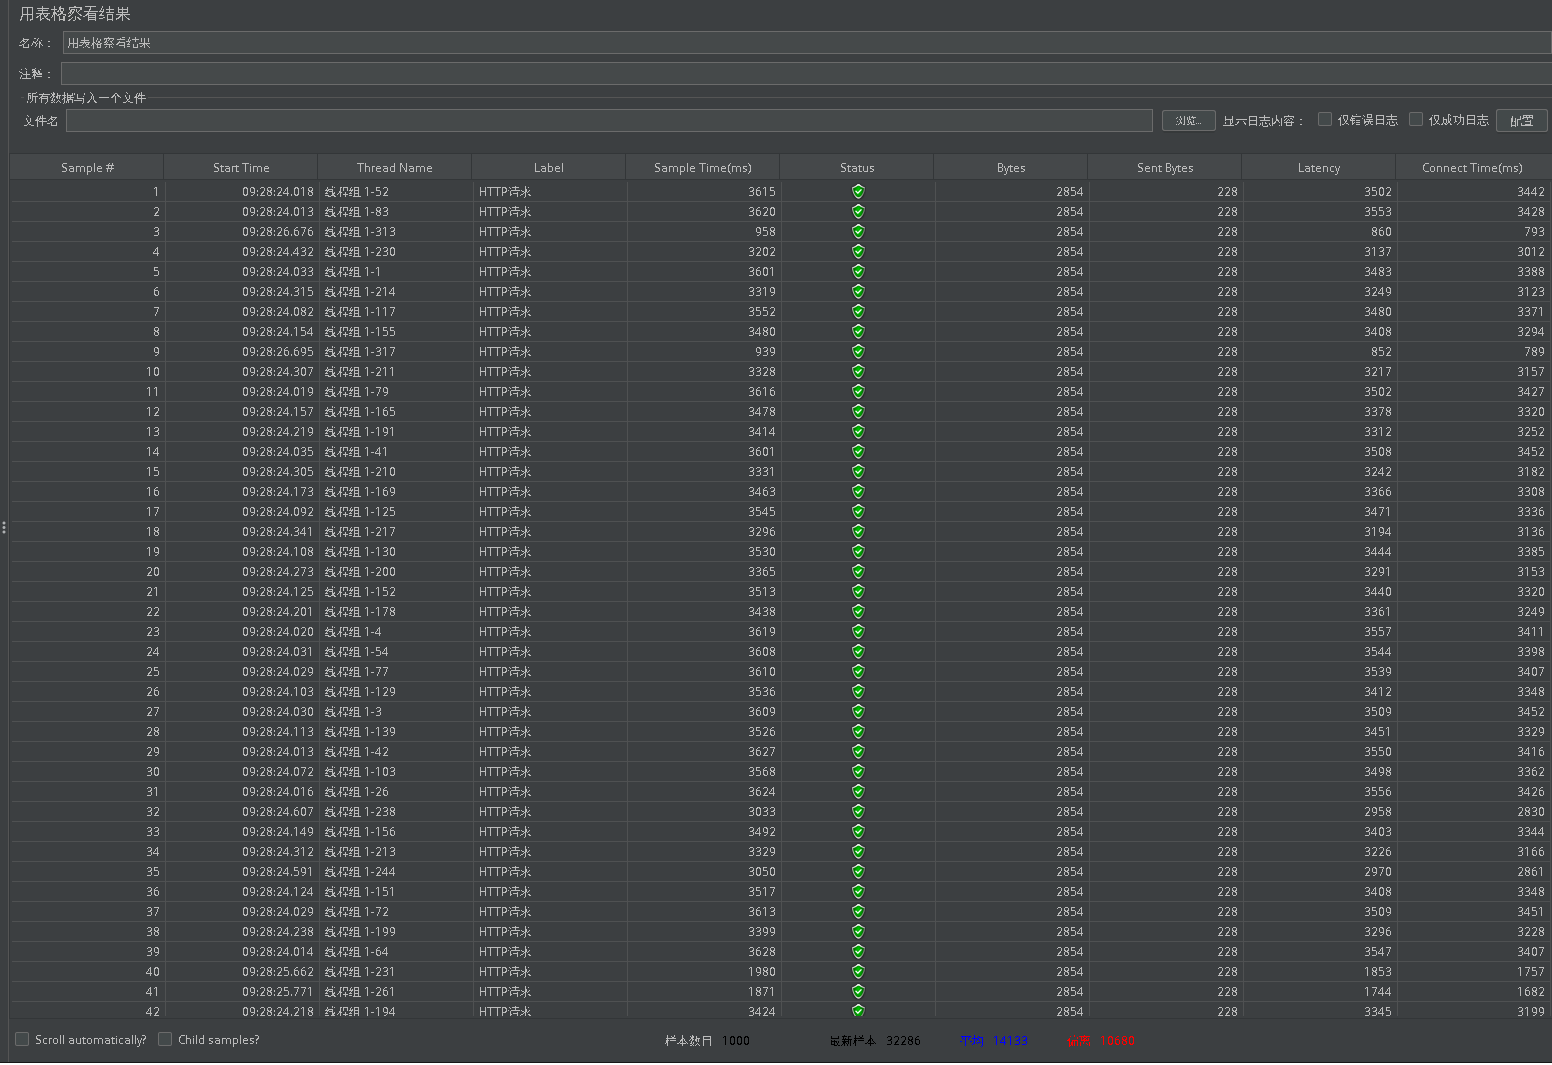 用表格察看结果
名称： 用表格察看结果
注释：
所有数据写入一个文件
文件名 浏览... 显示日志内容： 仅错误日志 仅成功日志 配置
Sample # Start Time Thread Name Label Sample Time(ms) Status Bytes Sent Bytes Latency Connect Time(ms)
1 09:28:24.018 线程组 1-52 HTTP请求 3615 2854 228 3502 3442
2 09:28:24.013 线程组 1-83 HTTP请求 3620 2854 228 3553 3428
3 09:28:26.676 线程组 1-313 HTTP请求 958 2854 228 860 793
4 09:28:24.432 线程组 1-230 HTTP请求 3202 2854 228 3137 3012
5 09:28:24.033 线程组 1-1 HTTP请求 3601 2854 228 3483 3388
6 09:28:24.315 线程组 1-214 HTTP请求 3319 2854 228 3249 3123
7 09:28:24.082 线程组 1-117 HTTP请求 3552 2854 228 3480 3371
8 09:28:24.154 线程组 1-155 HTTP请求 3480 2854 228 3408 3294
9 09:28:26.695 线程组 1-317 HTTP请求 939 2854 228 852 789
10 09:28:24.307 线程组 1-211 HTTP请求 3328 2854 228 3217 3157
11 09:28:24.019 线程组 1-79 HTTP请求 3616 2854 228 3502 3427
12 09:28:24.157 线程组 1-165 HTTP请求 3478 2854 228 3378 3320
13 09:28:24.219 线程组 1-191 HTTP请求 3414 2854 228 3312 3252
14 09:28:24.035 线程组 1-41 HTTP请求 3601 2854 228 3508 3452
15 09:28:24.305 线程组 1-210 HTTP请求 3331 2854 228 3242 3182
16 09:28:24.173 线程组 1-169 HTTP请求 3463 2854 228 3366 3308
17 09:28:24.092 线程组 1-125 HTTP请求 3545 2854 228 3471 3336
18 09:28:24.341 线程组 1-217 HTTP请求 3296 2854 228 3194 3136
19 09:28:24.108 线程组 1-130 HTTP请求 3530 2854 228 3444 3385
20 09:28:24.273 线程组 1-200 HTTP请求 3365 2854 228 3291 3153
21 09:28:24.125 线程组 1-152 HTTP请求 3513 2854 228 3440 3320
22 09:28:24.201 线程组 1-178 HTTP请求 3438 2854 228 3361 3249
23 09:28:24.020 线程组 1-4 HTTP请求 3619 2854 228 3557 3411
24 09:28:24.031 线程组 1-54 HTTP请求 3608 2854 228 3544 3398
25 09:28:24.029 线程组 1-77 HTTP请求 3610 2854 228 3539 3407
26 09:28:24.103 线程组 1-129 HTTP请求 3536 2854 228 3412 3348
27 09:28:24.030 线程组 1-3 HTTP请求 3609 2854 228 3509 3452
28 09:28:24.113 线程组 1-139 HTTP请求 3526 2854 228 3451 3329
29 09:28:24.013 线程组 1-42 HTTP请求 3627 2854 228 3550 3416
30 09:28:24.072 线程组 1-103 HTTP请求 3568 2854 228 3498 3362
31 09:28:24.016 线程组 1-26 HTTP请求 3624 2854 228 3556 3426
32 09:28:24.607 线程组 1-238 HTTP请求 3033 2854 228 2958 2830
33 09:28:24.149 线程组 1-156 HTTP请求 3492 2854 228 3403 3344
34 09:28:24.312 线程组 1-213 HTTP请求 3329 2854 228 3226 3166
35 09:28:24.591 线程组 1-244 HTTP请求 3050 2854 228 2970 2861
36 09:28:24.124 线程组 1-151 HTTP请求 3517 2854 228 3408 3348
37 09:28:24.029 线程组 1-72 HTTP请求 3613 2854 228 3509 3451
38 09:28:24.238 线程组 1-199 HTTP请求 3399 2854 228 3296 3228
39 09:28:24.014 线程组 1-64 HTTP请求 3628 2854 228 3547 3407
40 09:28:25.662 线程组 1-231 HTTP请求 1980 2854 228 1853 1757
41 09:28:25.771 线程组 1-261 HTTP请求 1871 2854 228 1744 1682
42 09:28:24.218 线程组 1-194 HTTP请求 3424 2854 228 3345 3199
Scroll automatically? Child samples? 样本数目 1000 最新样本 32286 平均 14133 偏离 10680